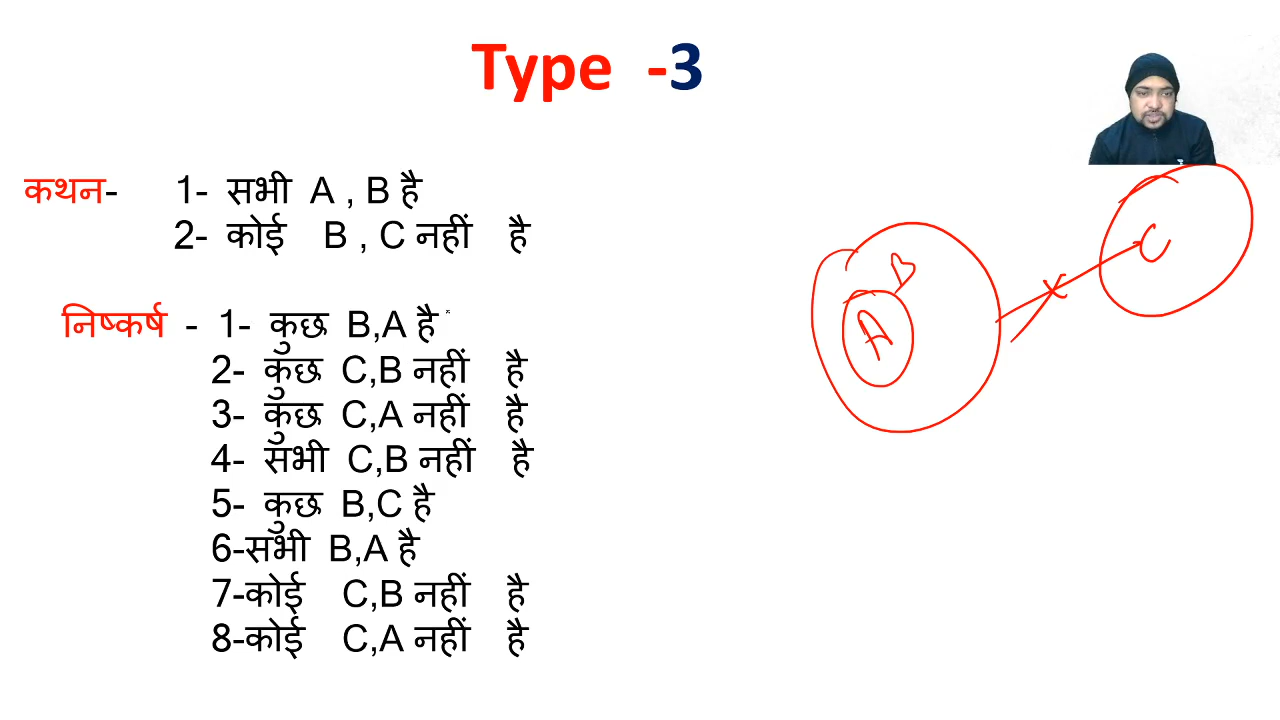 Type -3
कथन- 1- सभी A , B है
2- कोई B , C नहीं है
निष्कर्ष - 1- कुछ B,A है
2- कुछ C,B नहीं है
3- कुछ C,A नहीं है
4- सभी C,B नहीं है
5- कुछ B,C है
6-सभी B,A है
7-कोई C,B नहीं है
8-कोई C,A नहीं है
B
A
C